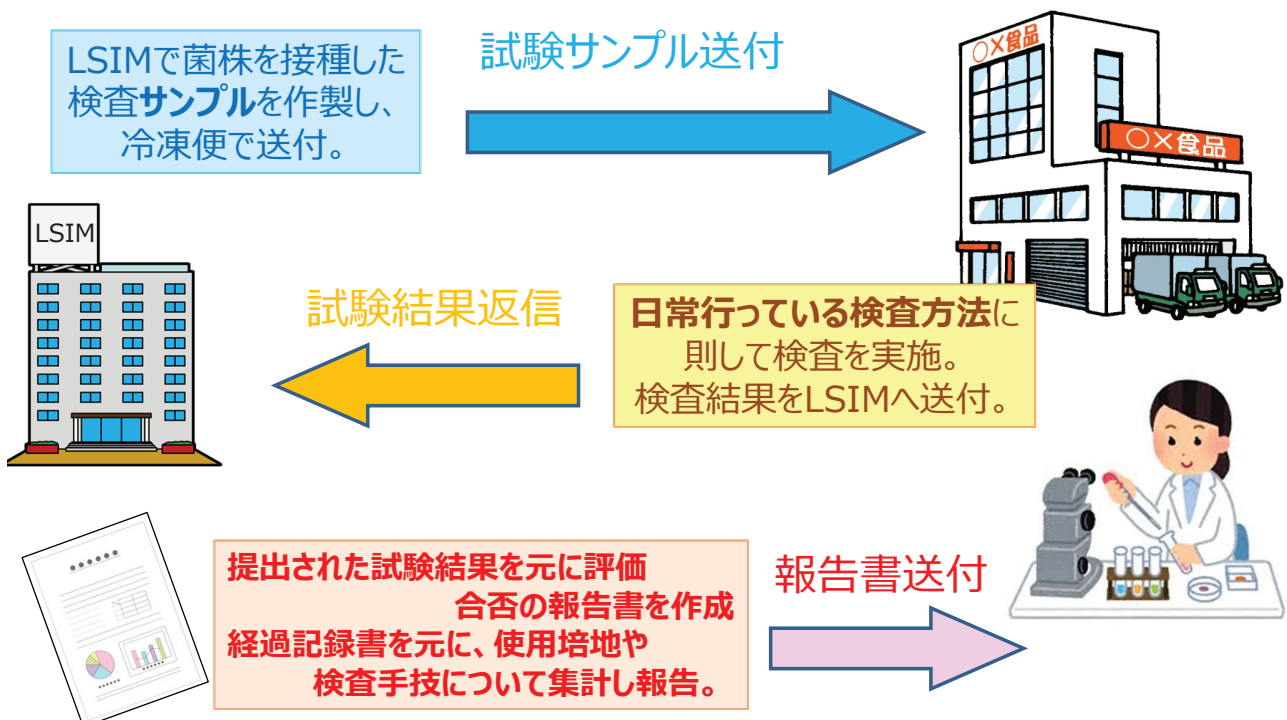 LSIMで菌株を接種した
検査サンプルを作製し、
冷凍便で送付。
試験サンプル送付
○×食品
○×食品
LSIM
試験結果返信
日常行っている検査方法に
則して検査を実施。
検査結果をLSIMへ送付。
提出された試験結果を元に評価
合否の報告書を作成
経過記録書を元に、使用培地や
検査手技について集計し報告。
報告書送付